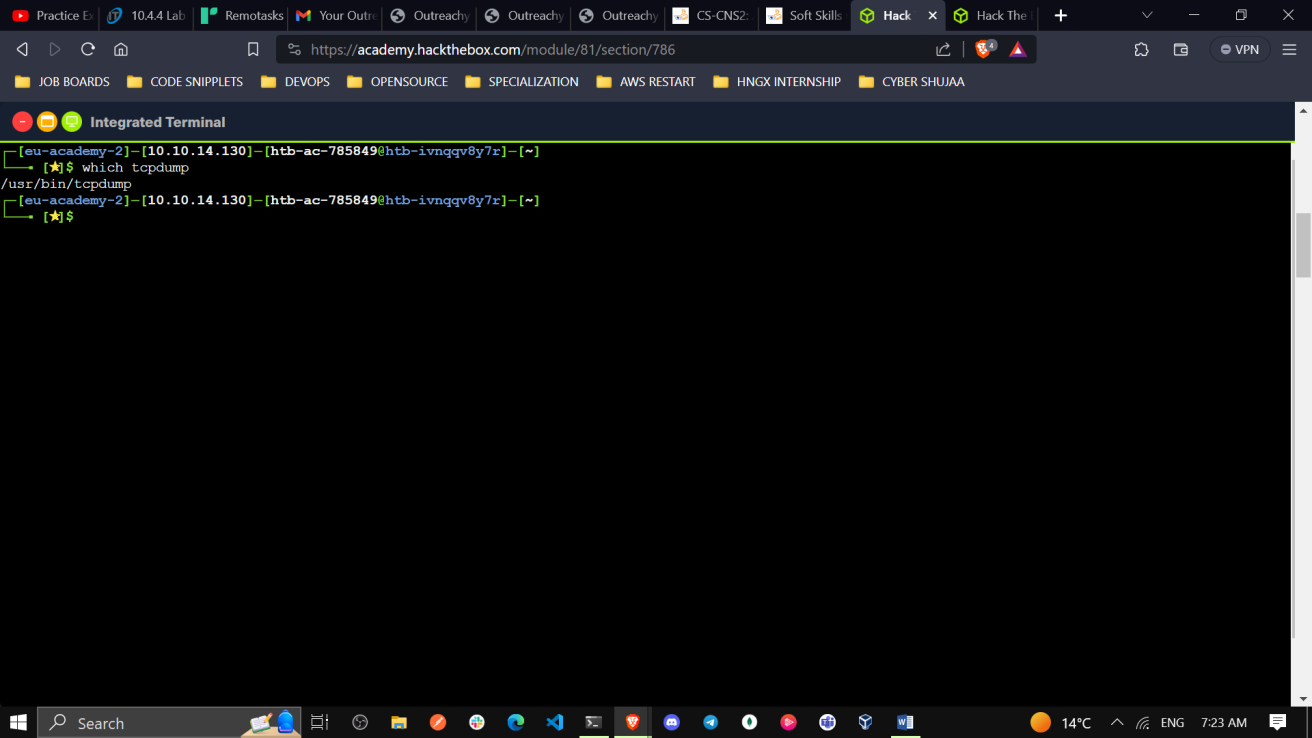 Practice Ex
10.4.4 Lab
Remotasks
Your Outre
Outreachy
Outreachy
Outreachy
CS-CNS2:
Soft Skills
Hack
Hack The
https://academy.hackthebox.com/module/81/section/786
4
VPN
JOB BOARDS
CODE SNIPPLETS
DEVOPS
OPENSOURCE
SPECIALIZATION
AWS RESTART
HNGX INTERNSHIP
CYBER SHUJAA
Integrated Terminal
┌─[eu-academy-2]─[10.10.14.130]─[htb-ac-785849@htb-ivnqqv8y7r]─[~]
└──╼ [★]$ which tcpdump
/usr/bin/tcpdump
┌─[eu-academy-2]─[10.10.14.130]─[htb-ac-785849@htb-ivnqqv8y7r]─[~]
└──╼ [★]$
Search
14°C
ENG
7:23 AM